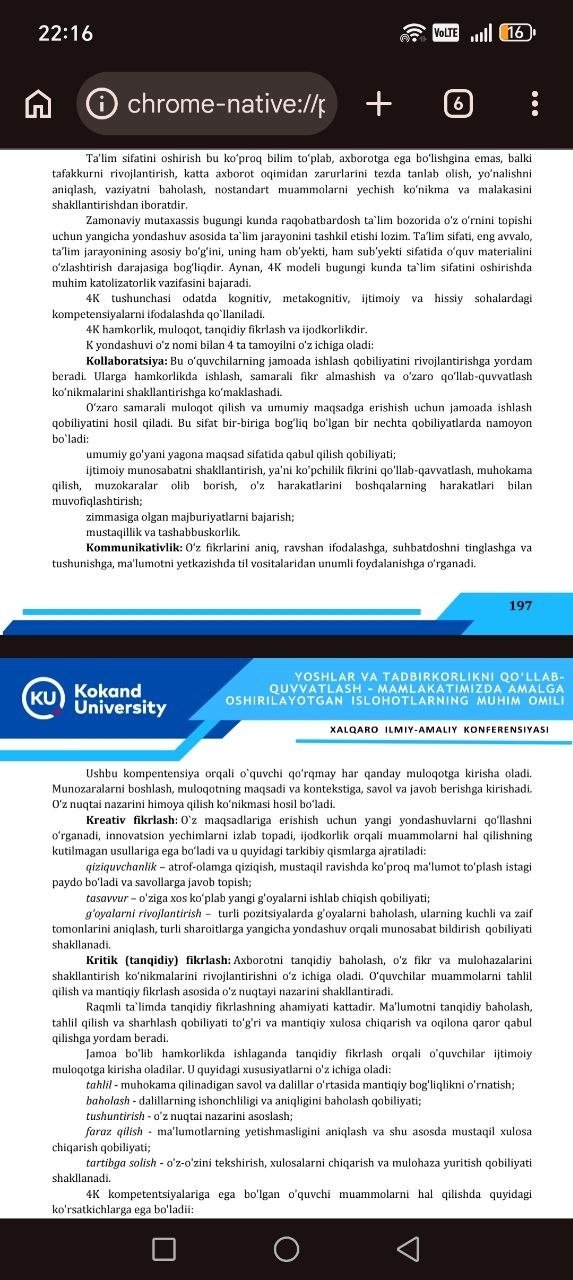 22:16
VoLTE
16
chrome-native://p
6
Ta'lim sifatini oshirish bu ko‘proq bilim to‘plab, axborotga ega bo‘lishgina emas, balki
tafakkurni rivojlantirish, katta axborot oqimidan zarurlarini tezda tanlab olish, yo‘nalishni
aniqlash, vaziyatni baholash, nostandart muammolarni yechish ko‘nikma va malakasini
shakllantirishdan iboratdir.
Zamonaviy mutaxassis bugungi kunda raqobatbardosh ta`lim bozorida o‘z o‘rnini topishi
uchun yangicha yondashuv asosida ta`lim jarayonini tashkil etishi lozim. Ta’lim sifati, eng avvalo,
ta’lim jarayonining asosiy bo‘g‘ini, uning ham ob’yekti, ham sub’yekti sifatida o‘quv materialini
o‘zlashtirish darajasiga bog‘liqdir. Aynan, 4K modeli bugungi kunda ta`lim sifatini oshirishda
muhim katolizatorlik vazifasini bajaradi.
4K tushunchasi odatda kognitiv, metakognitiv, ijtimoiy va hissiy sohalardagi
kompetensiyalarni ifodalashda qo`llaniladi.
4K hamkorlik, muloqot, tanqidiy fikrlash va ijodkorlikdir.
K yondashuvi o‘z nomi bilan 4 ta tamoyilni o‘z ichiga oladi:
Kollaboratsiya: Bu o‘quvchilarning jamoada ishlash qobiliyatini rivojlantirishga yordam
beradi. Ularga hamkorlikda ishlash, samarali fikr almashish va o‘zaro qo‘llab-quvvatlash
ko‘nikmalarini shakllantirishga ko‘maklashadi.
O‘zaro samarali muloqot qilish va umumiy maqsadga erishish uchun jamoada ishlash
qobiliyatini hosil qiladi. Bu sifat bir-biriga bog‘liq bo‘lgan bir nechta qobiliyatlarda namoyon
bo`ladi:
umumiy go'yani yagona maqsad sifatida qabul qilish qobiliyati;
ijtimoiy munosabatni shakllantirish, ya'ni ko'pchilik fikrini qo'llab-qavvatlash, muhokama
qilish, muzokaralar olib borish, o'z harakatlarini boshqalarning harakatlari bilan
muvofiqlashtirish;
zimmasiga olgan majburiyatlarni bajarish;
mustaqillik va tashabbuskorlik.
Kommunikativlik: O‘z fikrlarini aniq, ravshan ifodalashga, suhbatdoshni tinglashga va
tushunishga, ma’lumotni yetkazishda til vositalaridan unumli foydalanishga o‘rganadi.
197
KU Kokand
University
YOSHLAR VA TADBIRKORLIKNI QO‘LLAB-
QUVVATLASH – MAMLAKATIMIZDA AMALGA
OSHIRILAYOTGAN ISLOHOTLARNING MUHIM OMILI
XALQARO ILMIY-AMALIY KONFERENSIYASI
Ushbu kompentensiya orqali o`quvchi qo‘rqmay har qanday muloqotga kirisha oladi.
Munozaralarni boshlash, muloqotning maqsadi va kontekstiga, savol va javob berishga kirishadi.
O‘z nuqtai nazarini himoya qilish ko‘nikmasi hosil bo‘ladi.
Kreativ fikrlash: O`z maqsadlariga erishish uchun yangi yondashuvlarni qo‘llashni
o‘rganadi, innovatsion yechimlarni izlab topadi, ijodkorlik orqali muammolarni hal qilishning
kutilmagan usullariga ega bo‘ladi va u quyidagi tarkibiy qismlarga ajratiladi:
qiziquvchanlik – atrof-olamga qiziqish, mustaqil ravishda ko‘proq ma'lumot to‘plash istagi
paydo bo‘ladi va savollarga javob topish;
tasavvur – o'ziga xos ko‘plab yangi g'oyalarni ishlab chiqish qobiliyati;
g‘oyalarni rivojlantirish – turli pozitsiyalarda g'oyalarni baholash, ularning kuchli va zaif
tomonlarini aniqlash, turli sharoitlarga yangicha yondashuv orqali munosabat bildirish qobiliyati
shakllanadi.
Kritik (tanqidiy) fikrlash: Axborotni tanqidiy baholash, o‘z fikr va mulohazalarini
shakllantirish ko‘nikmalarini rivojlantirishni o‘z ichiga oladi. O‘quvchilar muammolarni tahlil
qilish va mantiqiy fikrlash asosida o‘z nuqtayi nazarini shakllantiradi.
Raqmli ta`limda tanqidiy fikrlashning ahamiyati kattadir. Ma'lumotni tanqidiy baholash,
tahlil qilish va sharhlash qobiliyati to'g'ri va mantiqiy xulosa chiqarish va oqilona qaror qabul
qilishga yordam beradi.
Jamoa bo'lib hamkorlikda ishlaganda tanqidiy fikrlash orqali o'quvchilar ijtimoiy
muloqotga kirisha oladilar. U quyidagi xususiyatlarni o'z ichiga oladi:
tahlil - muhokama qilinadigan savol va dalillar o'rtasida mantiqiy bog'liqlikni o'rnatish;
baholash - dalillarning ishonchliligi va aniqligini baholash qobiliyati;
tushuntirish - o'z nuqtai nazarini asoslash;
faraz qilish - ma'lumotlarning yetishmasligini aniqlash va shu asosda mustaqil xulosa
chiqarish qobiliyati;
tartibga solish - o'z-o'zini tekshirish, xulosalarni chiqarish va mulohaza yuritish qobiliyati
shakllanadi.
4K kompetentsiyalariga ega bo'lgan o'quvchi muammolarni hal qilishda quyidagi
ko'rsatkichlarga ega bo'ladii: